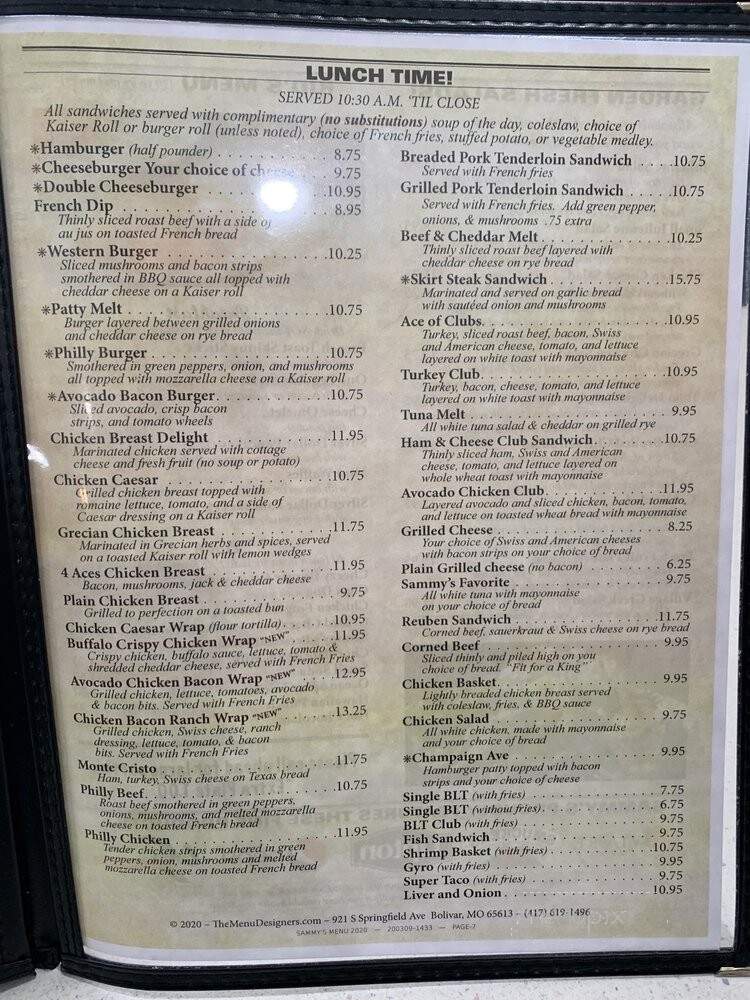 LUNCH TIME!
SERVED 10:30 A.M. 'TIL CLOSE
All sandwiches served with complimentary (no substitutions) soup of the day, coleslaw, choice of
Kaiser Roll or burger roll (unless noted), choice of French fries, stuffed potato, or vegetable medley.
*Hamburger (half pounder) . . . . . . . . . . . . 8.75
*Cheeseburger Your choice of cheese . . . 9.75
*Double Cheeseburger . . . . . . . . . . . . . 10.95
French Dip . . . . . . . . . . . . . . . . . . . . . . 8.95
Thinly sliced roast beef with a side of
au jus on toasted French bread
*Western Burger . . . . . . . . . . . . . . . . . 10.25
Sliced mushrooms and bacon strips
smothered in BBQ sauce all topped with
cheddar cheese on a Kaiser roll
*Patty Melt . . . . . . . . . . . . . . . . . . . . . 10.75
Burger layered between grilled onions
and cheddar cheese on rye bread
*Philly Burger . . . . . . . . . . . . . . . . . . . 10.75
Smothered in green peppers, onion, and mushrooms
all topped with mozzarella cheese on a Kaiser roll
*Avocado Bacon Burger. . . . . . . . . . . . 10.75
Sliced avocado, crisp bacon
strips, and tomato wheels
Chicken Breast Delight . . . . . . . . . . . . 11.95
Marinated chicken served with cottage
cheese and fresh fruit (no soup or potato)
Chicken Caesar . . . . . . . . . . . . . . . . . . 10.75
Grilled chicken breast topped with
romaine lettuce, tomato, and a side of
Caesar dressing on a Kaiser roll
Grecian Chicken Breast . . . . . . . . . . . . 11.75
Marinated in Grecian herbs and spices, served
on a toasted Kaiser roll with lemon wedges
4 Aces Chicken Breast . . . . . . . . . . . . . 11.95
Bacon, mushrooms, jack & cheddar cheese
Plain Chicken Breast . . . . . . . . . . . . . . 9.75
Grilled to perfection on a toasted bun
Chicken Caesar Wrap (flour tortilla). . . . . 10.95
Buffalo Crispy Chicken Wrap "NEW" . . . 11.95
Crispy chicken, buffalo sauce, lettuce, tomato &
shredded cheddar cheese, served with French Fries
Avocado Chicken Bacon Wrap "NEW" . . . 12.95
Grilled chicken, lettuce, tomatoes, avocado
& bacon bits. Served with French Fries
Chicken Bacon Ranch Wrap "NEW" . . . . 13.25
Grilled chicken, Swiss cheese, ranch
dressing, lettuce, tomato, & bacon
bits. Served with French Fries
Monte Cristo . . . . . . . . . . . . . . . . . . . . 11.75
Ham, turkey, Swiss cheese on Texas bread
Philly Beef. . . . . . . . . . . . . . . . . . . . . . 10.75
Roast beef smothered in green peppers,
onions, mushrooms, and melted mozzarella
cheese on toasted French bread
Philly Chicken . . . . . . . . . . . . . . . . . . . 11.95
Tender chicken strips smothered in green
peppers, onion, mushrooms and melted
mozzarella cheese on toasted French bread
Breaded Pork Tenderloin Sandwich . . . . 10.75
Served with French fries
Grilled Pork Tenderloin Sandwich . . . . . 10.75
Served with French fries. Add green pepper,
onions, & mushrooms .75 extra
Beef & Cheddar Melt . . . . . . . . . . . . . . 10.25
Thinly sliced roast beef layered with
cheddar cheese on rye bread
*Skirt Steak Sandwich . . . . . . . . . . . . . 15.75
Marinated and served on garlic bread
with sautéed onion and mushrooms
Ace of Clubs. . . . . . . . . . . . . . . . . . . . . 10.95
Turkey, sliced roast beef, bacon, Swiss
and American cheese, tomato, and lettuce
layered on white toast with mayonnaise
Turkey Club. . . . . . . . . . . . . . . . . . . . . 10.95
Turkey, bacon, cheese, tomato, and lettuce
layered on white toast with mayonnaise
Tuna Melt . . . . . . . . . . . . . . . . . . . . . . 9.95
All white tuna salad & cheddar on grilled rye
Ham & Cheese Club Sandwich. . . . . . . . 10.75
Thinly sliced ham, Swiss and American
cheese, tomato, and lettuce layered on
whole wheat toast with mayonnaise
Avocado Chicken Club. . . . . . . . . . . . . 11.95
Layered avocado and sliced chicken, bacon, tomato,
and lettuce on toasted wheat bread with mayonnaise
Grilled Cheese . . . . . . . . . . . . . . . . . . . 8.25
Your choice of Swiss and American cheeses
with bacon strips on your choice of bread
Plain Grilled cheese (no bacon) . . . . . . . . 6.25
Sammy's Favorite . . . . . . . . . . . . . . . . . 9.75
All white tuna with mayonnaise
on your choice of bread
Reuben Sandwich . . . . . . . . . . . . . . . . . 11.75
Corned beef, sauerkraut & Swiss cheese on rye bread
Corned Beef . . . . . . . . . . . . . . . . . . . . . 9.95
Sliced thinly and piled high on you
choice of bread. "Fit for a King"
Chicken Basket. . . . . . . . . . . . . . . . . . . 9.95
Lightly breaded chicken breast served
with coleslaw, fries, & BBQ sauce
Chicken Salad . . . . . . . . . . . . . . . . . . . 9.75
All white chicken, made with mayonnaise
and your choice of bread
*Champaign Ave . . . . . . . . . . . . . . . . . 9.95
Hamburger patty topped with bacon
strips and your choice of cheese
Single BLT (with fries) . . . . . . . . . . . . . . 7.75
Single BLT (without fries) . . . . . . . . . . . . 6.75
BLT Club (with fries) . . . . . . . . . . . . . . . 9.75
Fish Sandwich . . . . . . . . . . . . . . . . . . . 9.75
Shrimp Basket (with fries) . . . . . . . . . . . 10.75
Gyro (with fries) . . . . . . . . . . . . . . . . . . 9.95
Super Taco (with fries) . . . . . . . . . . . . . . 9.75
Liver and Onion . . . . . . . . . . . . . . . . . . 10.95
© 2020 – TheMenuDesigners.com – 921 S Springfield Ave Bolivar, MO 65613 – (417) 619-1496
SAMMY'S MENU 2020 — 200309-1433 — PAGE-7